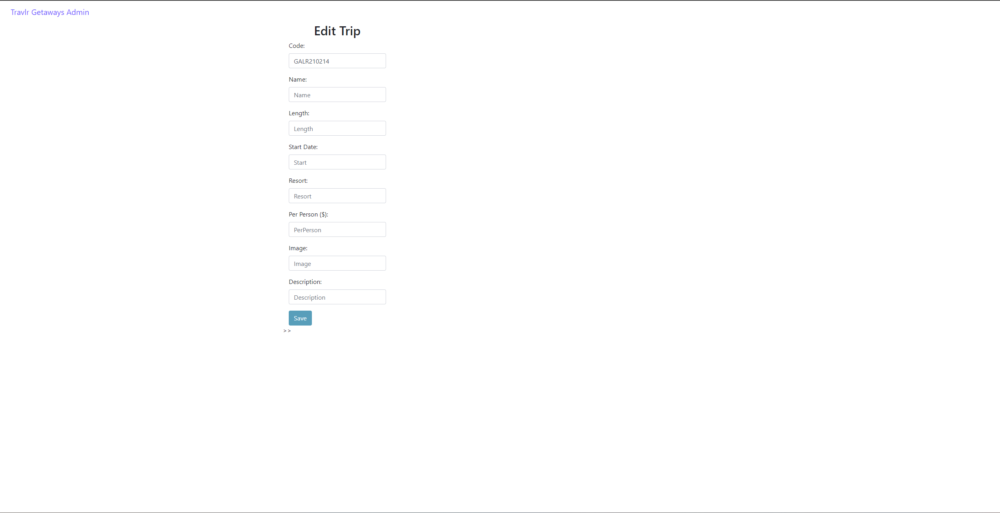 Travlr Getaways Admin
Edit Trip
Code:
GALR210214
Name:
Name
Length:
Length
Start Date:
Start
Resort:
Resort
Per Person ($):
PerPerson
Image:
Image
Description:
Description
Save
> >